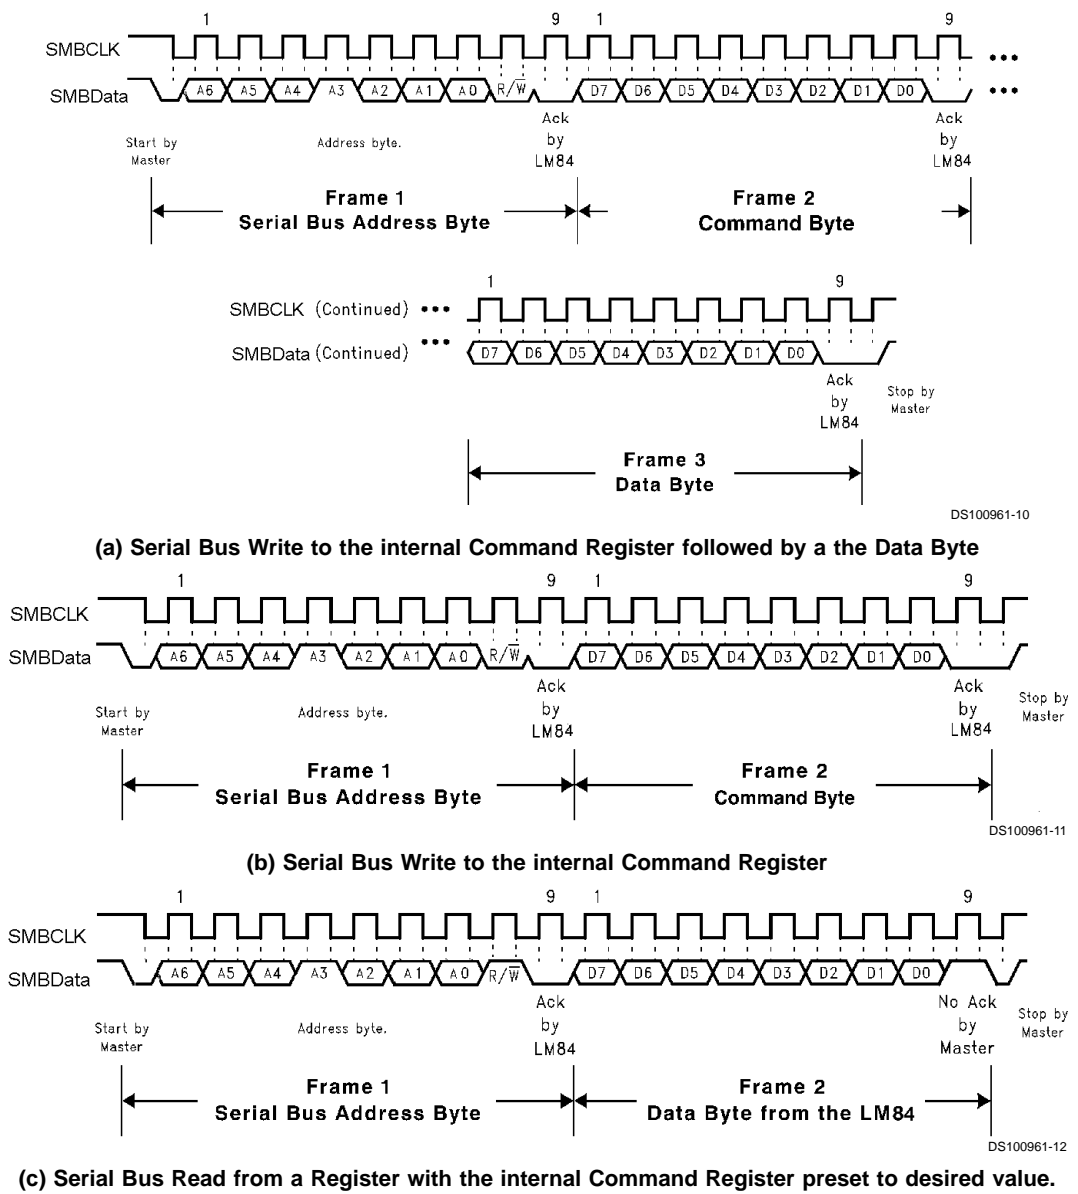 1 9 1 9
SMBCLK
SMBData A6 A5 A4 A3 A2 A1 A0 R/W D7 D6 D5 D4 D3 D2 D1 D0
Start by Master
Address byte.
Ack by LM84
Ack by LM84
Frame 1
Serial Bus Address Byte
Frame 2
Command Byte
1 9
SMBCLK (Continued)
SMBData (Continued) D7 D6 D5 D4 D3 D2 D1 D0
Ack by LM84
Stop by Master
Frame 3
Data Byte
DS100961-10
(a) Serial Bus Write to the internal Command Register followed by a the Data Byte
1 9 1 9
SMBCLK
SMBData A6 A5 A4 A3 A2 A1 A0 R/W D7 D6 D5 D4 D3 D2 D1 D0
Start by Master
Address byte.
Ack by LM84
Ack by LM84
Stop by Master
Frame 1
Serial Bus Address Byte
Frame 2
Command Byte
DS100961-11
(b) Serial Bus Write to the internal Command Register
1 9 1 9
SMBCLK
SMBData A6 A5 A4 A3 A2 A1 A0 R/W D7 D6 D5 D4 D3 D2 D1 D0
Start by Master
Address byte.
Ack by LM84
No Ack by Master
Stop by Master
Frame 1
Serial Bus Address Byte
Frame 2
Data Byte from the LM84
DS100961-12
(c) Serial Bus Read from a Register with the internal Command Register preset to desired value.